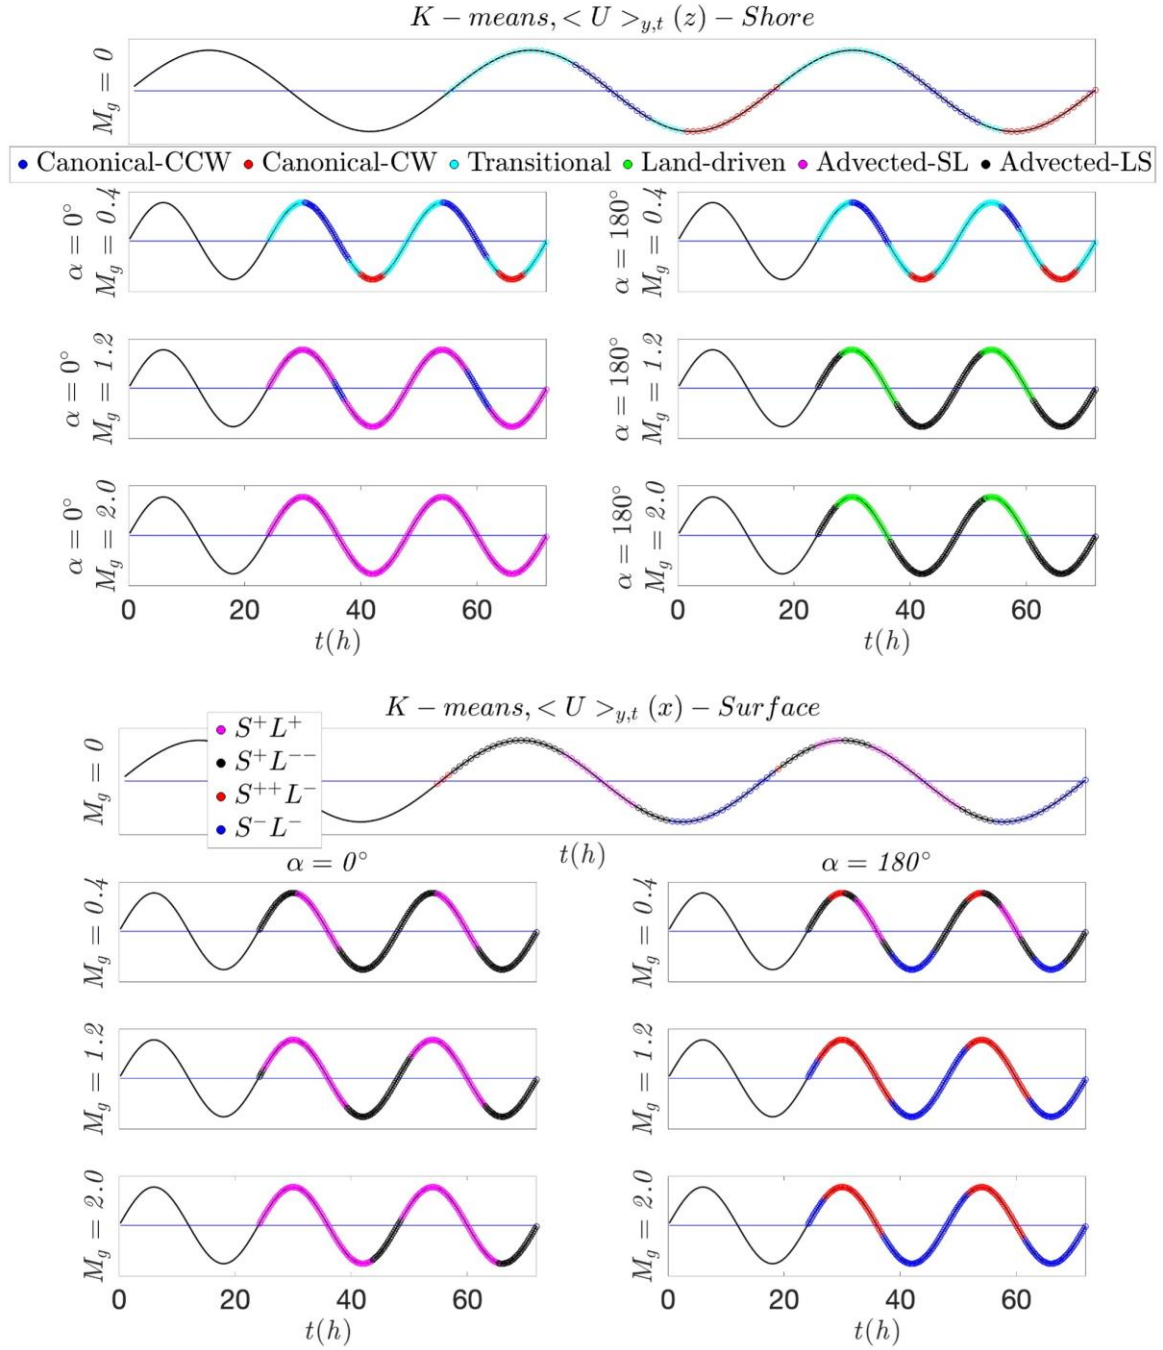 K − means, < U >y,t (z) − Shore
Mg = 0
Canonical-CCW Canonical-CW Transitional Land-driven Advected-SL Advected-LS
α = 0°
Mg = 0.4
α = 180°
Mg = 0.4
α = 0°
Mg = 1.2
α = 180°
Mg = 1.2
α = 0°
Mg = 2.0
α = 180°
Mg = 2.0
0 20 40 60 0 20 40 60
t(h) t(h)
K − means, < U >y,t (x) − Surface
Mg = 0
S⁺L⁺
S⁺L⁻⁻
S⁺⁺L⁻
S⁻L⁻
t(h)
α = 0° α = 180°
Mg = 0.4 Mg = 0.4
Mg = 1.2 Mg = 1.2
Mg = 2.0 Mg = 2.0
0 20 40 60 0 20 40 60
t(h) t(h)